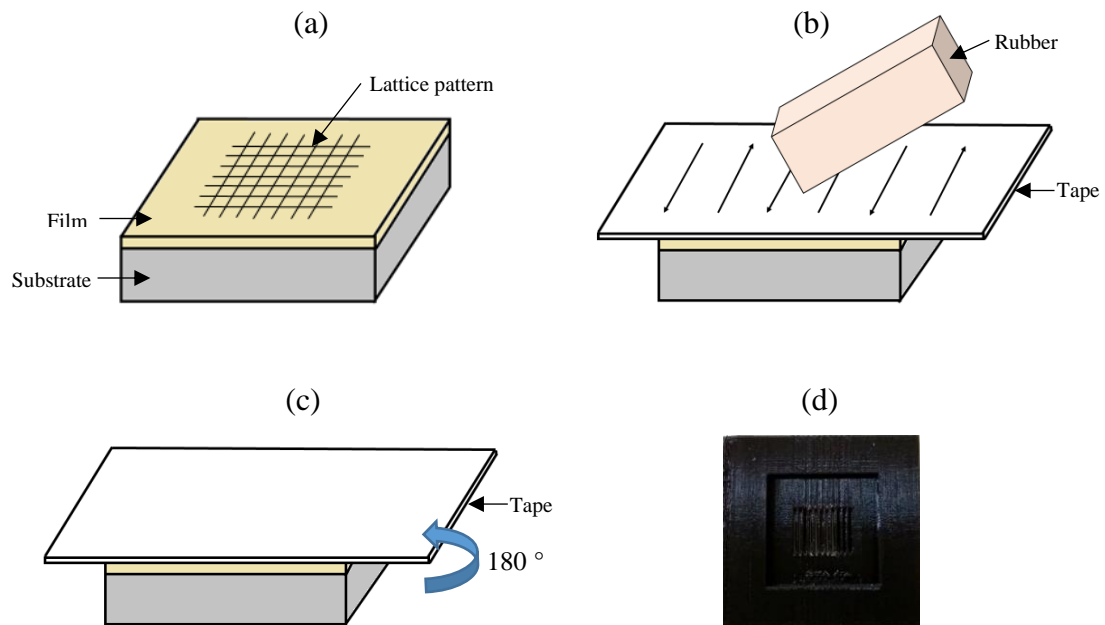 (a)
Lattice pattern
Film
Substrate
(b)
Rubber
Tape
(c)
Tape
180 °
(d)